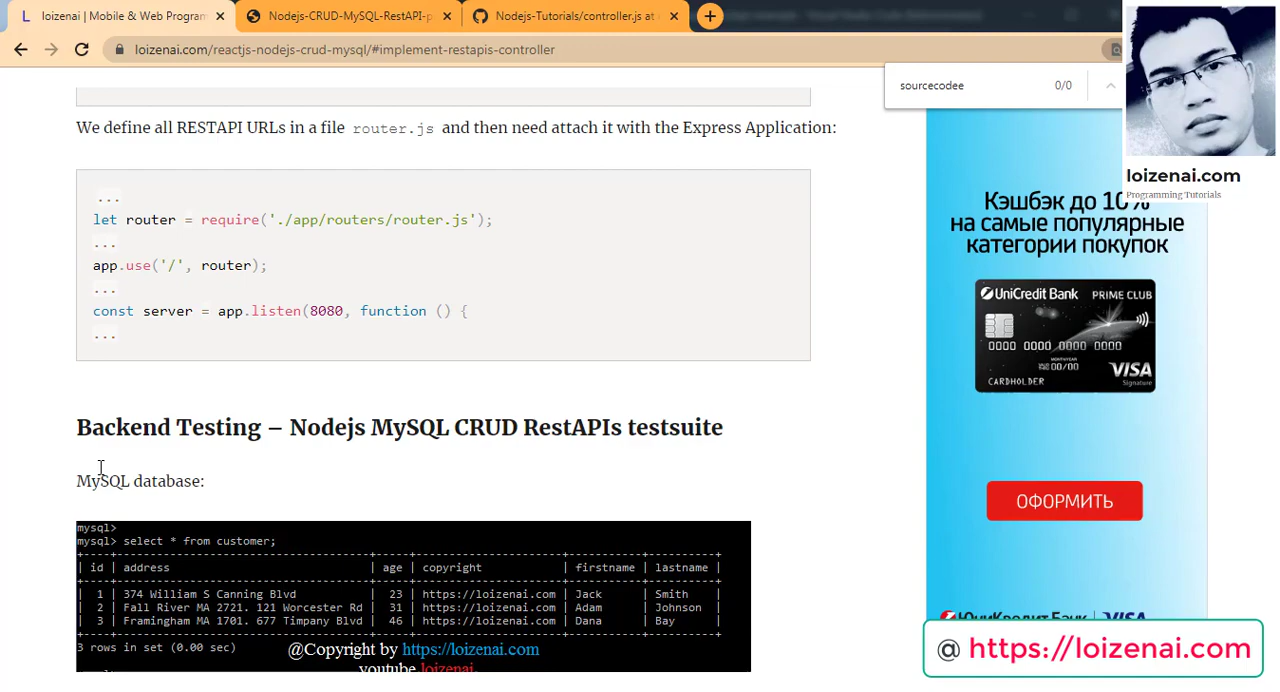 loizenai | Mobile & Web Program
Nodejs-CRUD-MySQL-RestAPI-p
Nodejs-Tutorials/controller.js at
loizenai.com/reactjs-nodejs-crud-mysql/#implement-restapis-controller
sourcecodee 0/0
loizenai.com
Programming Tutorials
We define all RESTAPI URLs in a file router.js and then need attach it with the Express Application:
...
let router = require('./app/routers/router.js');
...
app.use('/', router);
...
const server = app.listen(8080, function () {
...
Backend Testing – Nodejs MySQL CRUD RestAPIs testsuite
MySQL database:
mysql>
mysql> select * from customer;
| id | address | age | copyright | firstname | lastname |
| 1 | 374 William S Canning Blvd | 23 | https://loizenai.com | Jack | Smith |
| 2 | Fall River MA 2721. 121 Worcester Rd | 31 | https://loizenai.com | Adam | Johnson |
| 3 | Framingham MA 1701. 677 Timpany Blvd | 46 | https://loizenai.com | Dana | Bay |
3 rows in set (0.00 sec)
@Copyright by https://loizenai.com
youtube loizenai
Кэшбэк до 10%
на самые популярные
категории покупок
UniCredit Bank PRIME CLUB
0000 0000 0000 0000
00/00
CARDHOLDER
VISA
Signature
ОФОРМИТЬ
ЮниКредит Банк | VISA
@ https://loizenai.com